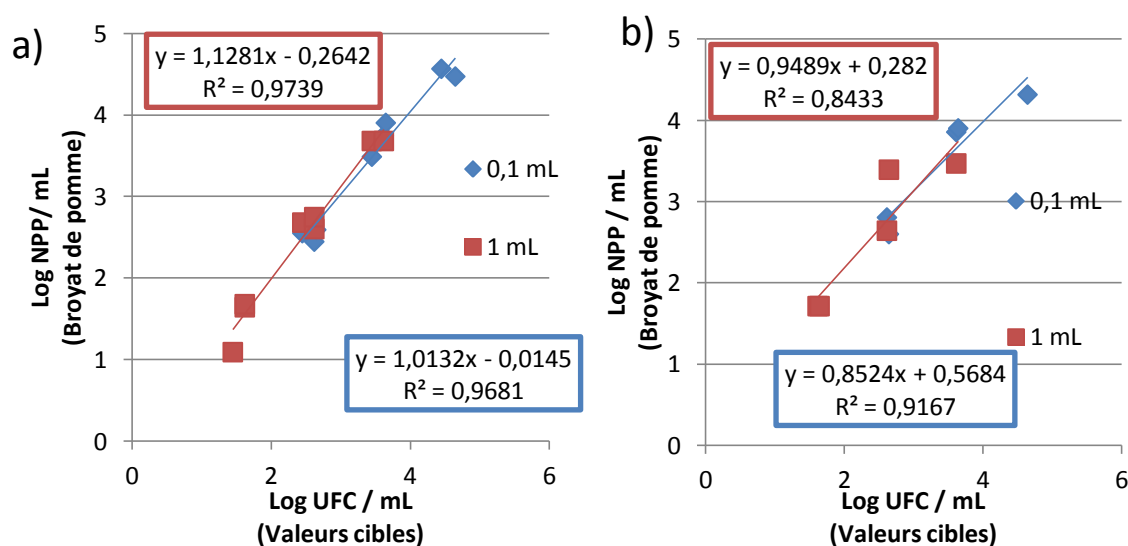 a)
5
4
3
2
1
0
Log NPP/ mL
(Broyat de pomme)
y = 1,1281x - 0,2642
R² = 0,9739
0,1 mL
1 mL
y = 1,0132x - 0,0145
R² = 0,9681
0 2 4 6
Log UFC / mL
(Valeurs cibles)
b)
5
4
3
2
1
0
Log NPP/ mL
(Broyat de pomme)
y = 0,9489x + 0,282
R² = 0,8433
0,1 mL
1 mL
y = 0,8524x + 0,5684
R² = 0,9167
0 2 4 6
Log UFC / mL
(Valeurs cibles)